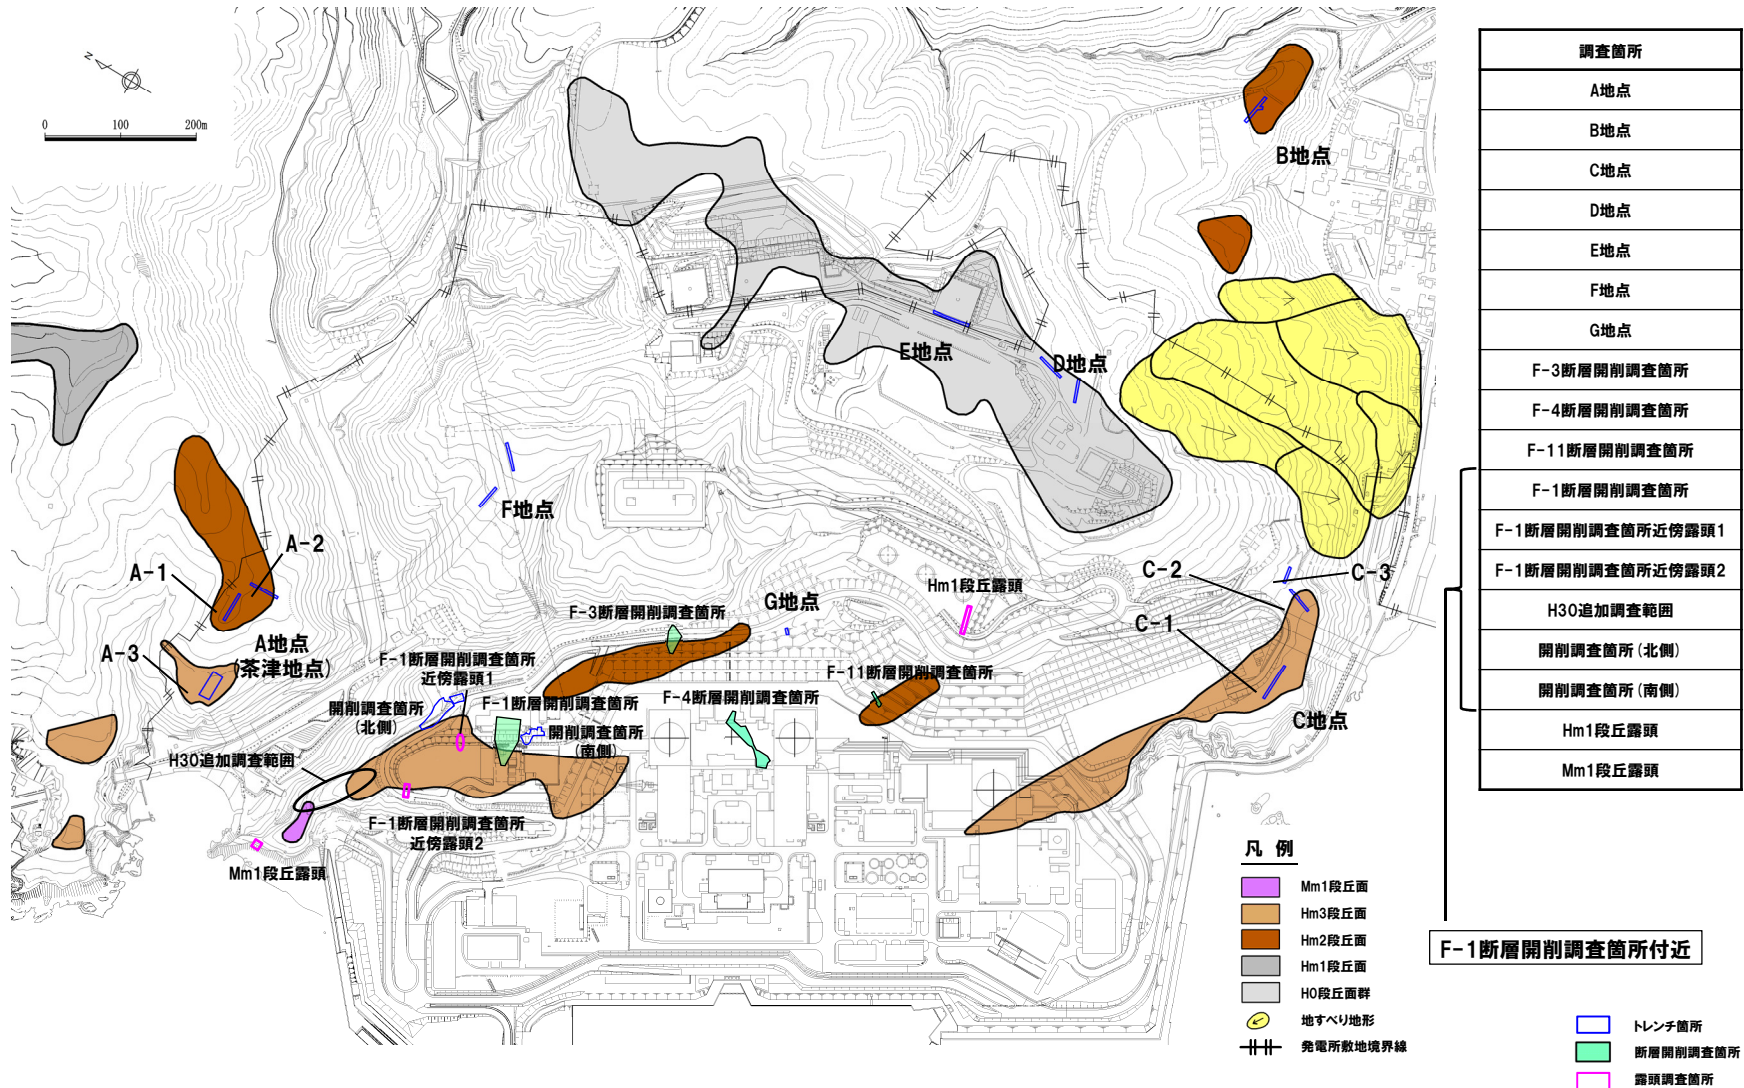 N
0 100 200m
B地点
E地点
D地点
F地点
A-2
A-1
A地点
(茶津地点)
A-3
Hm1段丘露頭
C-2
C-3
C-1
C地点
G地点
F-3断層開削調査箇所
F-1断層開削調査箇所
近傍露頭1
F-11断層開削調査箇所
F-4断層開削調査箇所
F-1断層開削調査箇所
開削調査箇所
(北側)
開削調査箇所
(南側)
H30追加調査範囲
F-1断層開削調査箇所
近傍露頭2
Mm1段丘露頭
調査箇所
A地点
B地点
C地点
D地点
E地点
F地点
G地点
F-3断層開削調査箇所
F-4断層開削調査箇所
F-11断層開削調査箇所
F-1断層開削調査箇所
F-1断層開削調査箇所近傍露頭1
F-1断層開削調査箇所近傍露頭2
H30追加調査範囲
開削調査箇所(北側)
開削調査箇所(南側)
Hm1段丘露頭
Mm1段丘露頭
F-1断層開削調査箇所付近
凡 例
Mm1段丘面
Hm3段丘面
Hm2段丘面
Hm1段丘面
H0段丘面群
地すべり地形
発電所敷地境界線
トレンチ箇所
断層開削調査箇所
露頭調査箇所